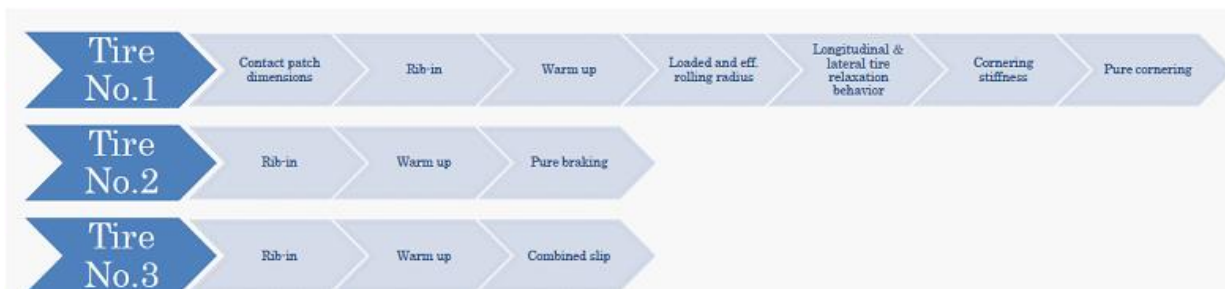 Tire
No.1
Contact patch
dimensions
Rib-in
Warm up
Loaded and eff.
rolling radius
Longitudinal &
lateral tire
relaxation
behavior
Cornering
stiffness
Pure cornering
Tire
No.2
Rib-in
Warm up
Pure braking
Tire
No.3
Rib-in
Warm up
Combined slip